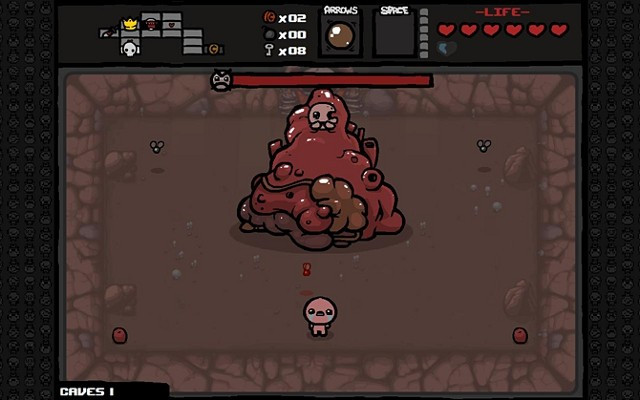 x02
x00
x08
ARROWS
SPACE
-LIFE-
CAVES I